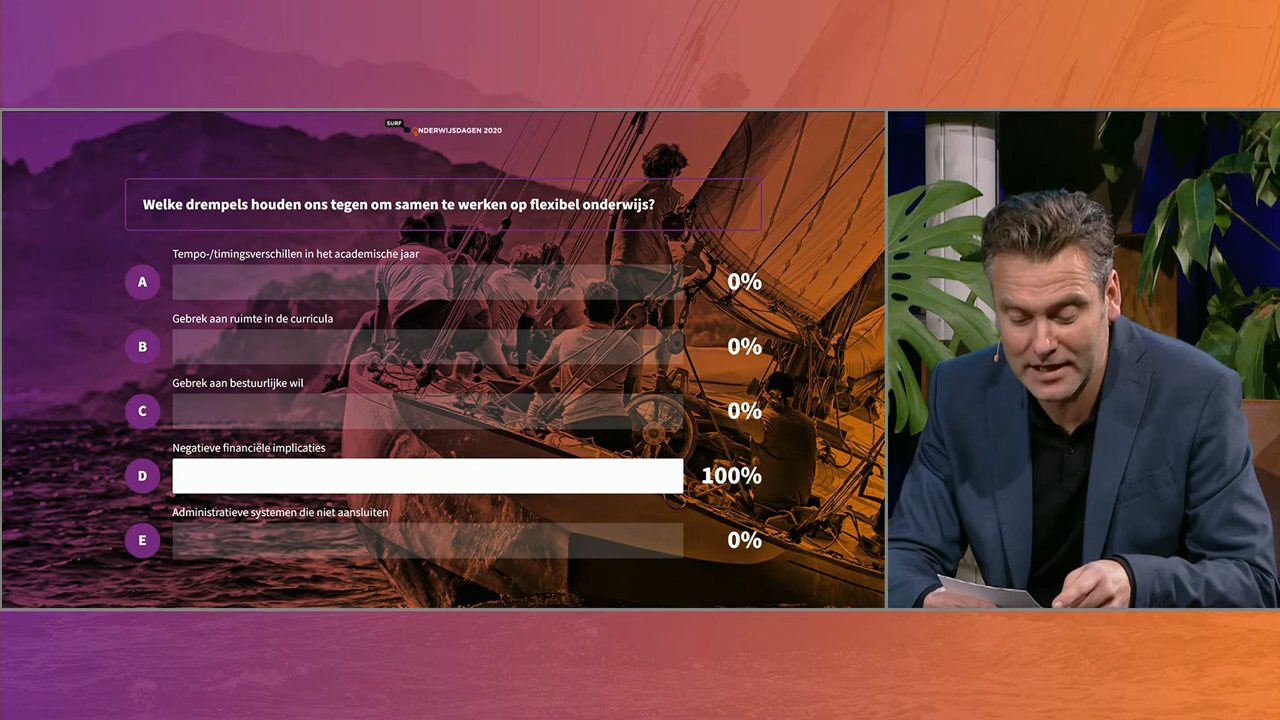 SURF
ONDERWIJSDAGEN 2020
Welke drempels houden ons tegen om samen te werken op flexibel onderwijs?
Tempo-/timingsverschillen in het academische jaar
A 0%
Gebrek aan ruimte in de curricula
B 0%
Gebrek aan bestuurlijke wil
C 0%
Negatieve financiële implicaties
D 100%
Administratieve systemen die niet aansluiten
E 0%